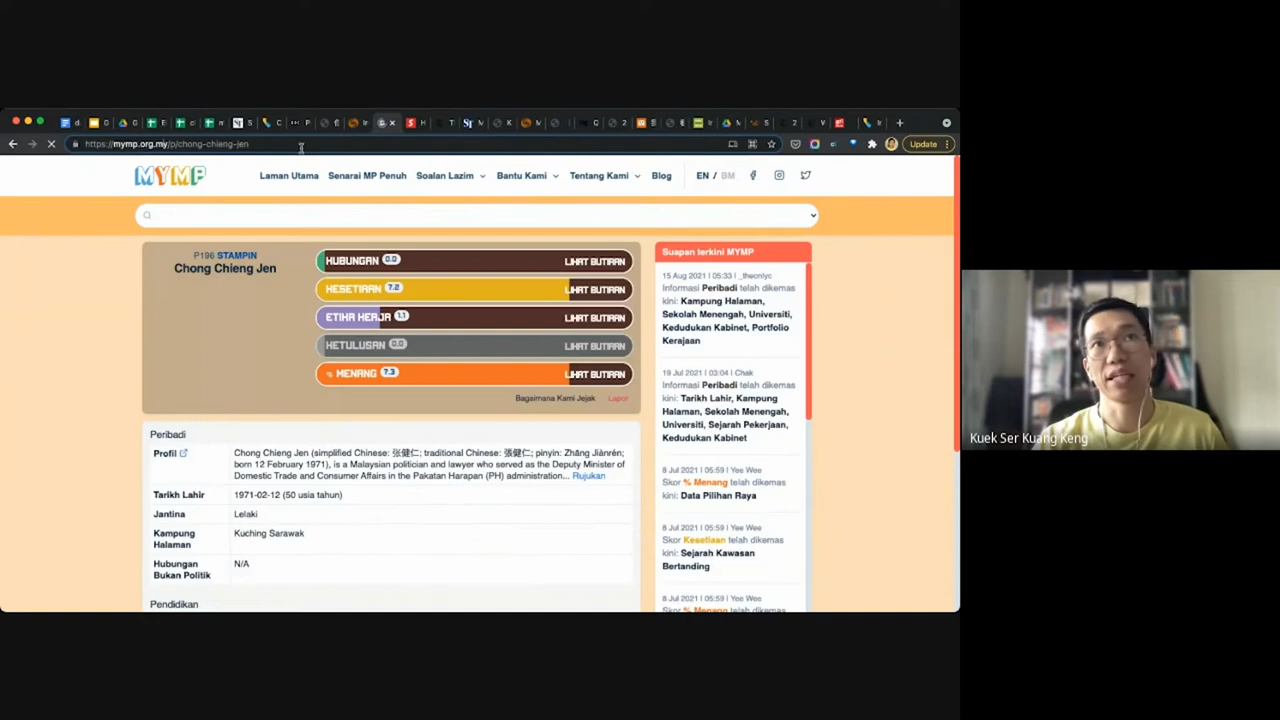 Update
https://mymp.org.my/p/chong-chieng-jen
MYMP
Laman Utama
Senarai MP Penuh
Soalan Lazim
Bantu Kami
Tentang Kami
Blog
EN / BM
P196 STAMPIN
Chong Chieng Jen
HUBUNGAN 0.0 LIHAT BUTIRAN
KESETIAAN 7.2 LIHAT BUTIRAN
ETIKA KERJA 1.1 LIHAT BUTIRAN
KETULUSAN 0.0 LIHAT BUTIRAN
% MENANG 7.3 LIHAT BUTIRAN
Bagaimana Kami Jejak Lapor
Peribadi
Profil
Chong Chieng Jen (simplified Chinese: 张健仁; traditional Chinese: 張健仁; pinyin: Zhāng Jiànrén;
born 12 February 1971), is a Malaysian politician and lawyer who served as the Deputy Minister of
Domestic Trade and Consumer Affairs in the Pakatan Harapan (PH) administration... Rujukan
Tarikh Lahir 1971-02-12 (50 usia tahun)
Jantina Lelaki
Kampung
Halaman
Kuching Sarawak
Hubungan
Bukan Politik
N/A
Pendidikan
Suapan terkini MYMP
15 Aug 2021 | 05:33 | _thecnlyc
Informasi Peribadi telah dikemas
kini: Kampung Halaman,
Sekolah Menengah, Universiti,
Kedudukan Kabinet, Portfolio
Kerajaan
19 Jul 2021 | 03:04 | Chak
Informasi Peribadi telah dikemas
kini: Tarikh Lahir, Kampung
Halaman, Sekolah Menengah,
Universiti, Sejarah Pekerjaan,
Kedudukan Kabinet
8 Jul 2021 | 05:59 | Yee Wee
Skor % Menang telah dikemas
kini: Data Pilihan Raya
8 Jul 2021 | 05:59 | Yee Wee
Skor Kesetiaan telah dikemas
kini: Sejarah Kawasan
Bertanding
8 Jul 2021 | 05:59 | Yee Wee
Skor % Menang telah dikemas
Kuek Ser Kuang Keng